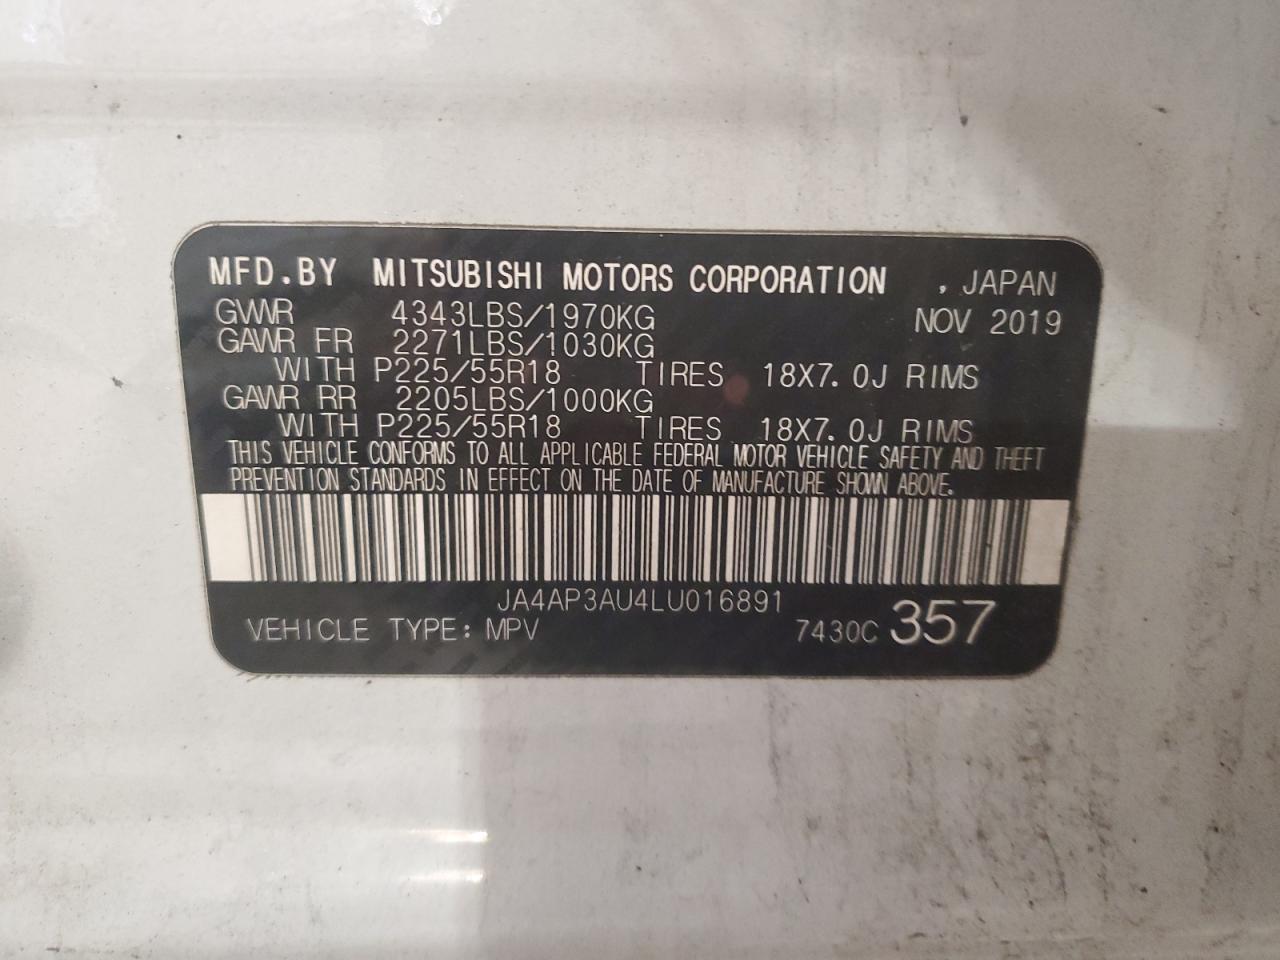 MFD.BY MITSUBISHI MOTORS CORPORATION , JAPAN
GVWR 4343LBS/1970KG NOV 2019
GAWR FR 2271LBS/1030KG
WITH P225/55R18 TIRES 18X7.0J RIMS
GAWR RR 2205LBS/1000KG
WITH P225/55R18 TIRES 18X7.0J RIMS
THIS VEHICLE CONFORMS TO ALL APPLICABLE FEDERAL MOTOR VEHICLE SAFETY AND THEFT
PREVENTION STANDARDS IN EFFECT ON THE DATE OF MANUFACTURE SHOWN ABOVE.
JA4AP3AU4LU016891
VEHICLE TYPE: MPV 7430C 357